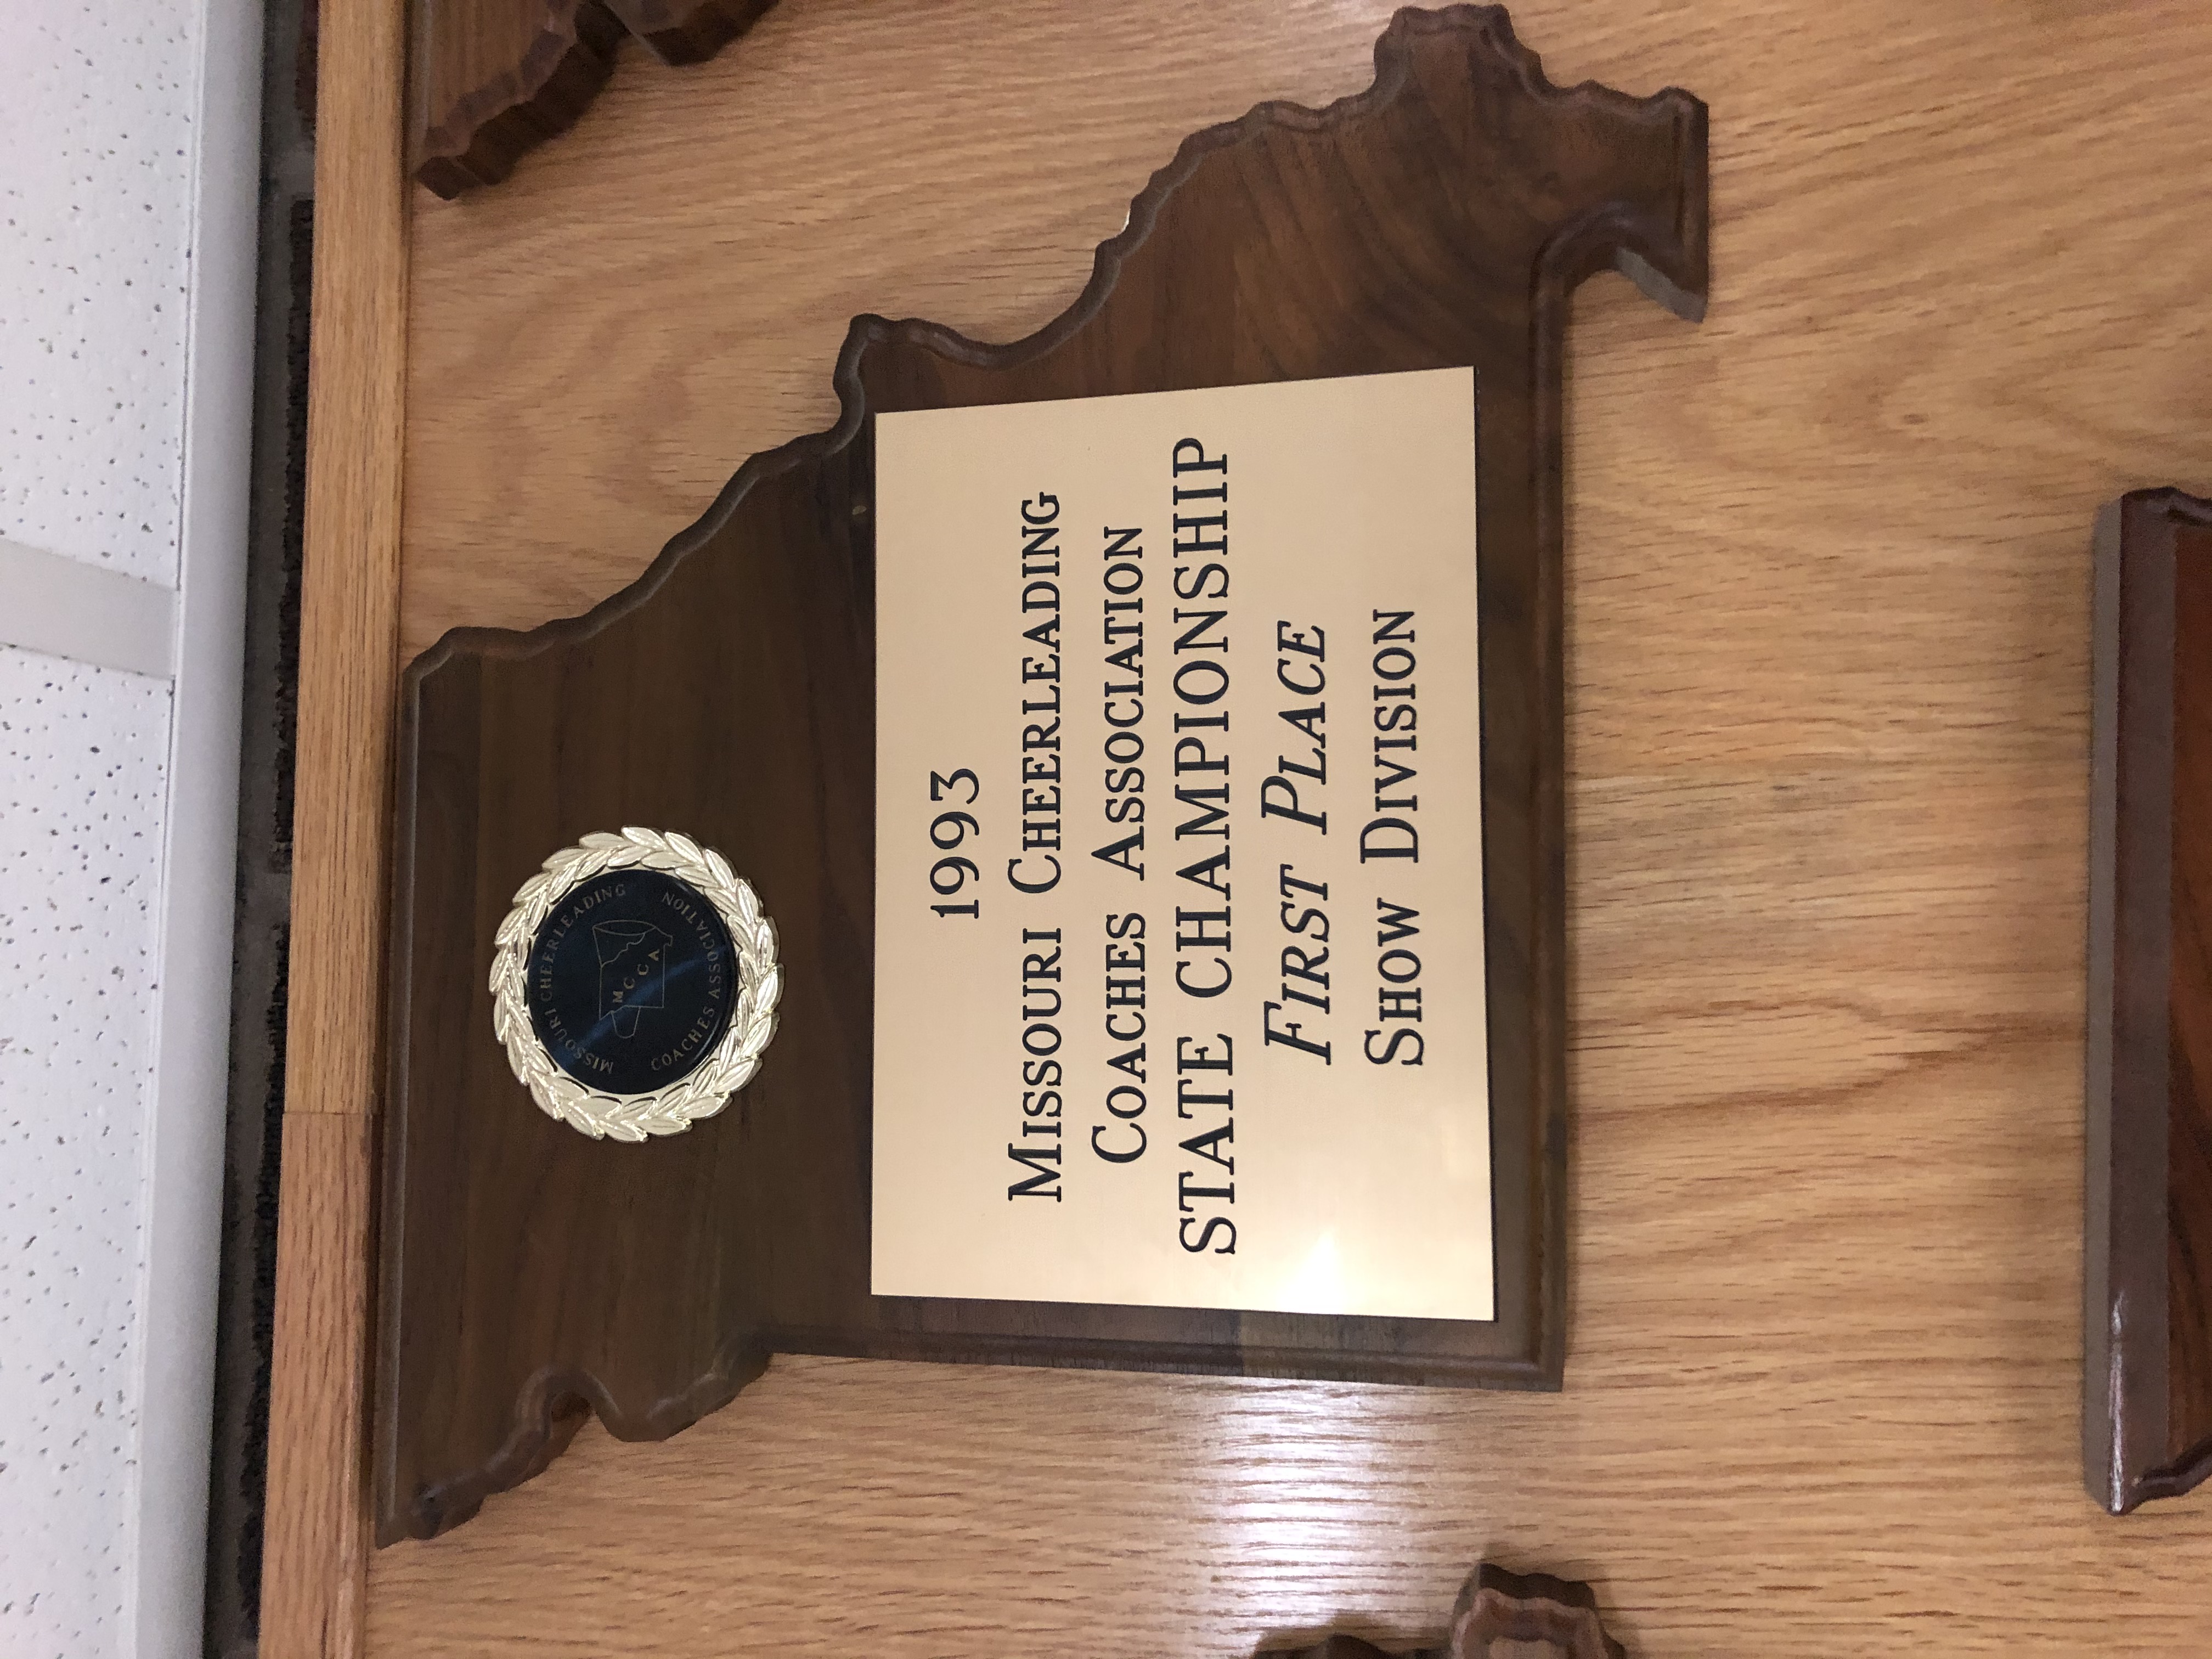 MISSOURI CHEERLEADING
MCCA
COACHES ASSOCIATION
1993
MISSOURI CHEERLEADING
COACHES ASSOCIATION
STATE CHAMPIONSHIP
FIRST PLACE
SHOW DIVISION